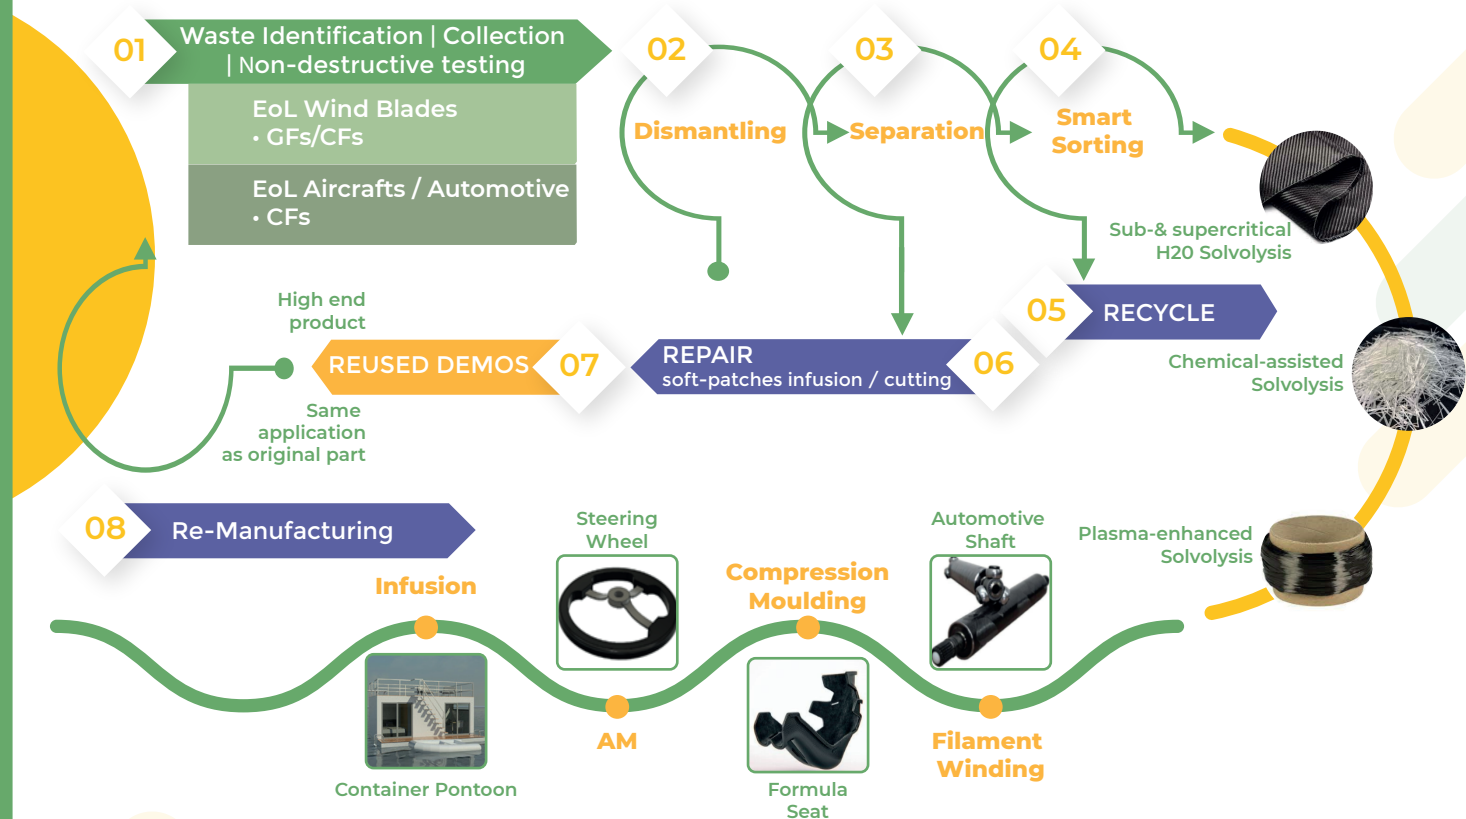 01
Waste Identification | Collection
| Non-destructive testing
EoL Wind Blades
• GFs/CFs
EoL Aircrafts / Automotive
• CFs
02
Dismantling
03
Separation
04
Smart
Sorting
Sub-& supercritical
H20 Solvolysis
Chemical-assisted
Solvolysis
Plasma-enhanced
Solvolysis
05
RECYCLE
06
REPAIR
soft-patches infusion / cutting
07
REUSED DEMOS
High end
product
Same
application
as original part
08
Re-Manufacturing
Infusion
Container Pontoon
Steering
Wheel
AM
Compression
Moulding
Formula
Seat
Automotive
Shaft
Filament
Winding